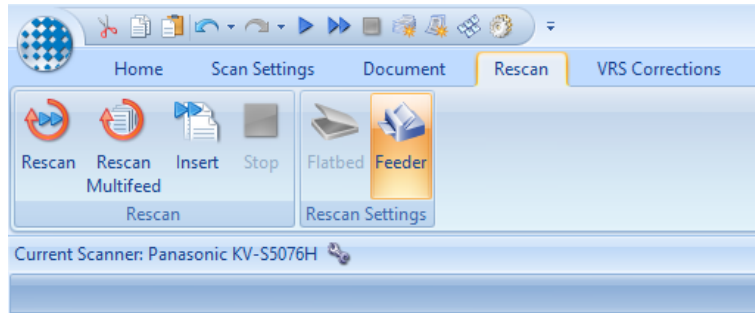 Home Scan Settings Document Rescan VRS Corrections
Rescan Rescan Multifeed Insert Stop Flatbed Feeder
Rescan Rescan Settings
Current Scanner: Panasonic KV-S5076H